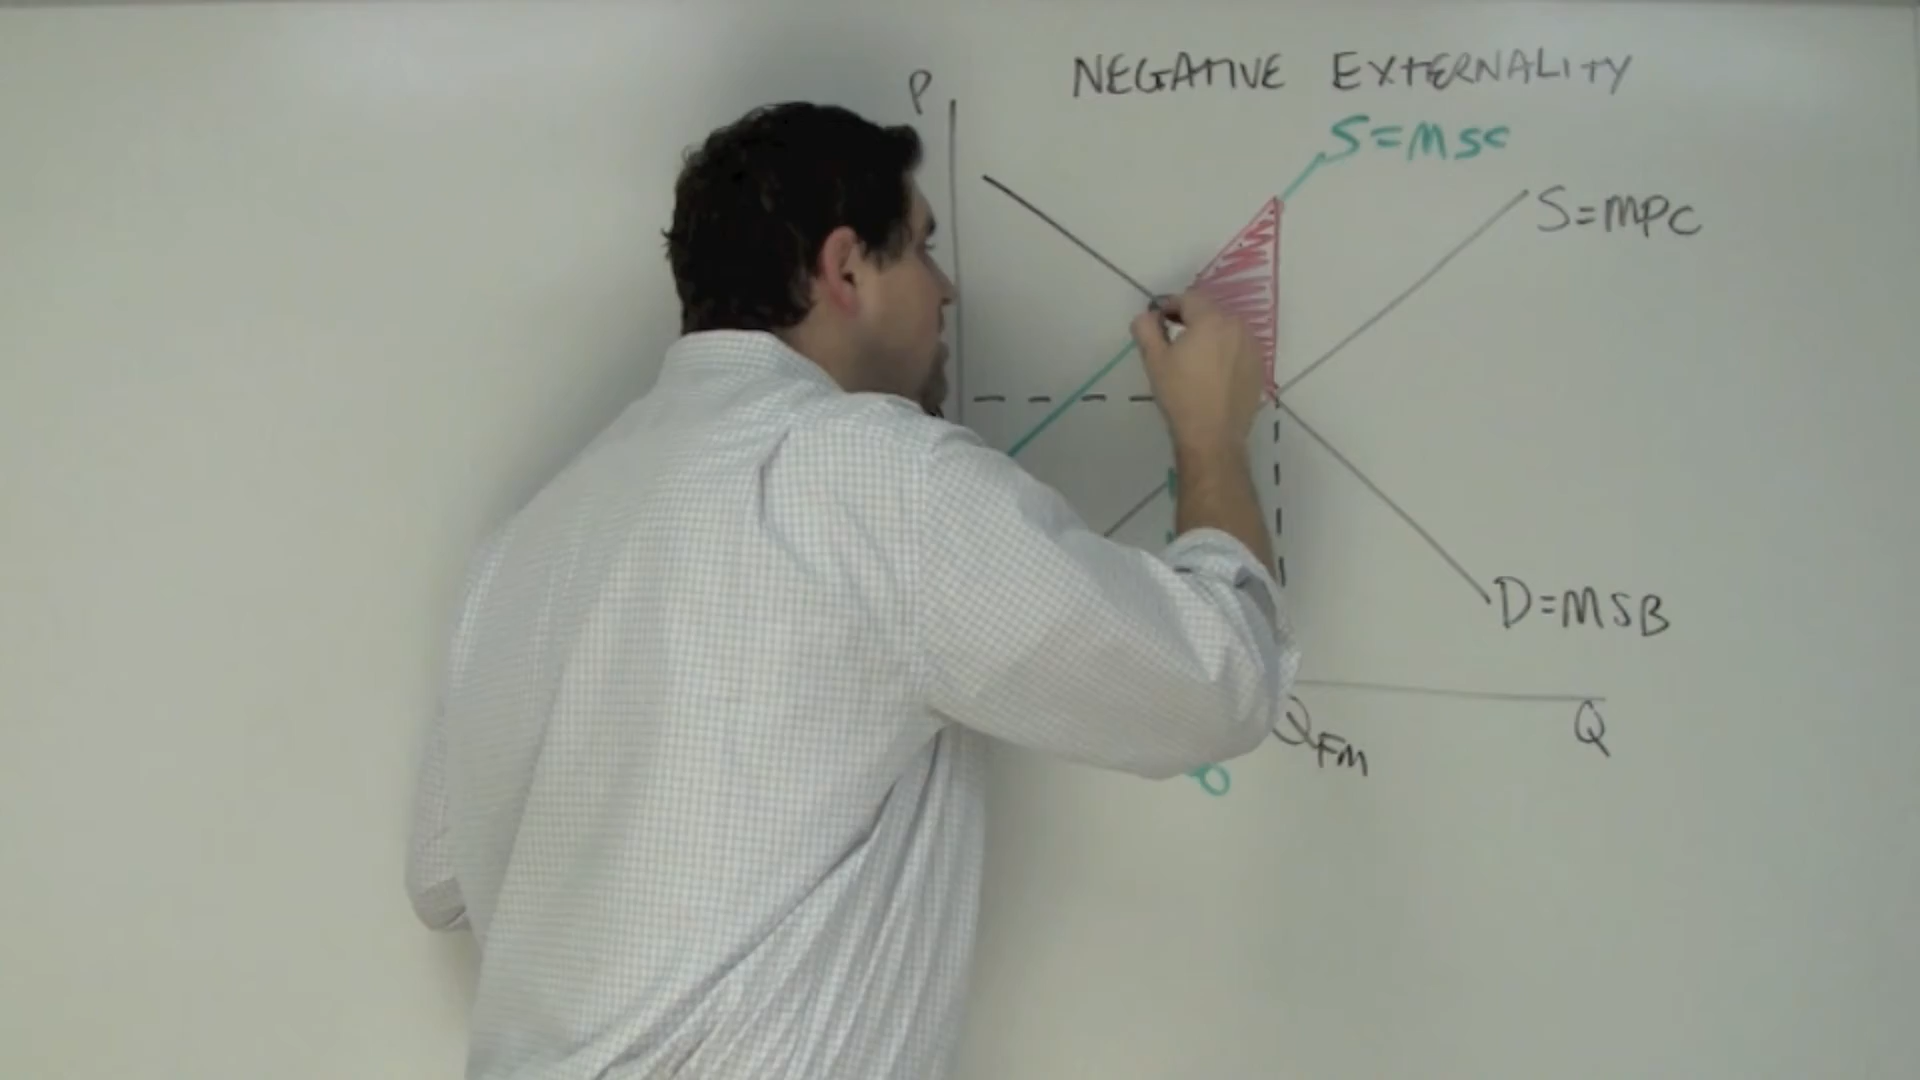 NEGATIVE EXTERNALITY
P
S=MSC
S=MPC
D=MSB
QFM
Q